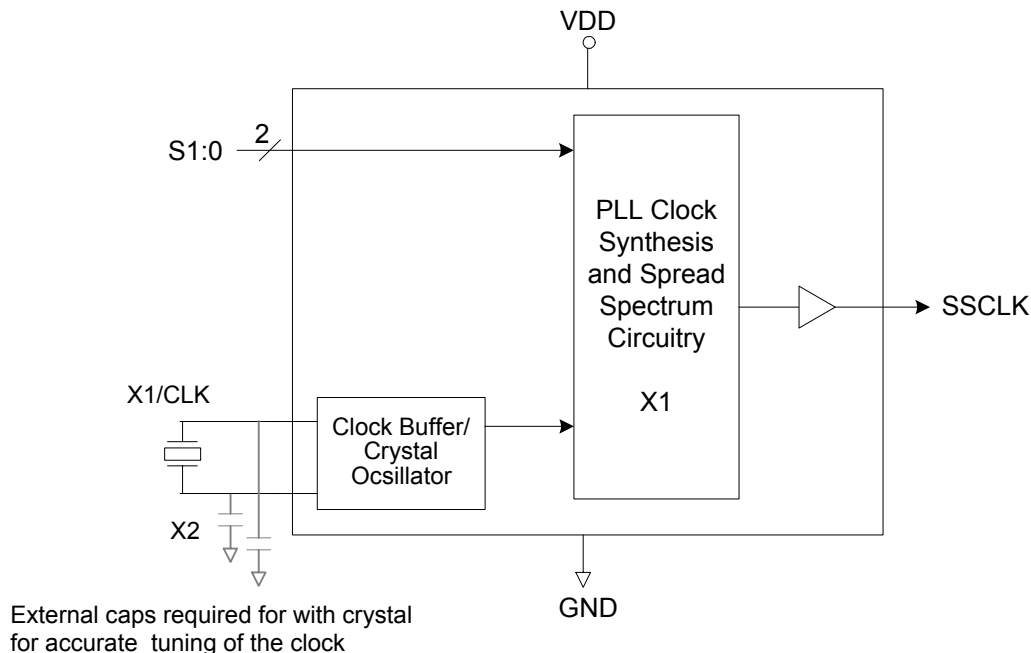 VDD
2
S1:0
PLL Clock
Synthesis
and Spread
Spectrum
Circuitry
X1
SSCLK
X1/CLK
Clock Buffer/
Crystal
Ocsillator
X2
GND
External caps required for with crystal
for accurate tuning of the clock